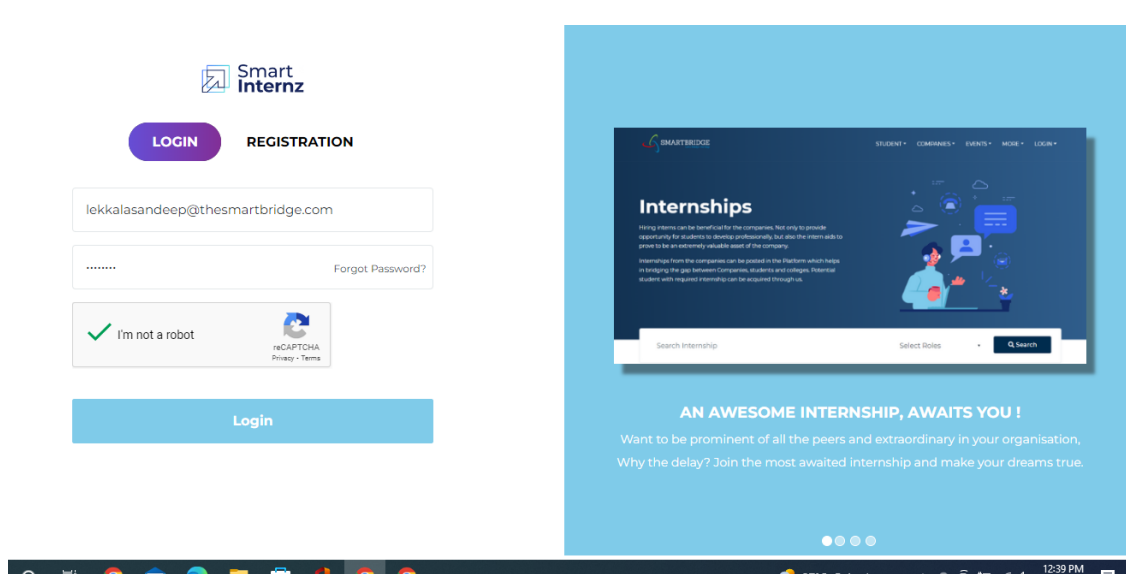 Smart
Internz
LOGIN REGISTRATION
lekkalasandeep@thesmartbridge.com
........ Forgot Password?
I'm not a robot
reCAPTCHA
Privacy - Terms
Login
SMARTBRIDGE
STUDENT COMPANIES EVENTS MORE LOGIN
Internships
Hiring interns can be beneficial for the companies. Not only to provide
opportunity for students to develop professionally, but also the intern aids to
prove to be an extremely valuable asset of the company.
Internships from the companies can be posted in the Platform which helps
in bridging the gap between Companies, students and colleges. Potential
student with required internship can be acquired through us.
Search Internship Select Roles Search
AN AWESOME INTERNSHIP, AWAITS YOU !
Want to be prominent of all the peers and extraordinary in your organisation,
Why the delay? Join the most awaited internship and make your dreams true.
12:39 PM